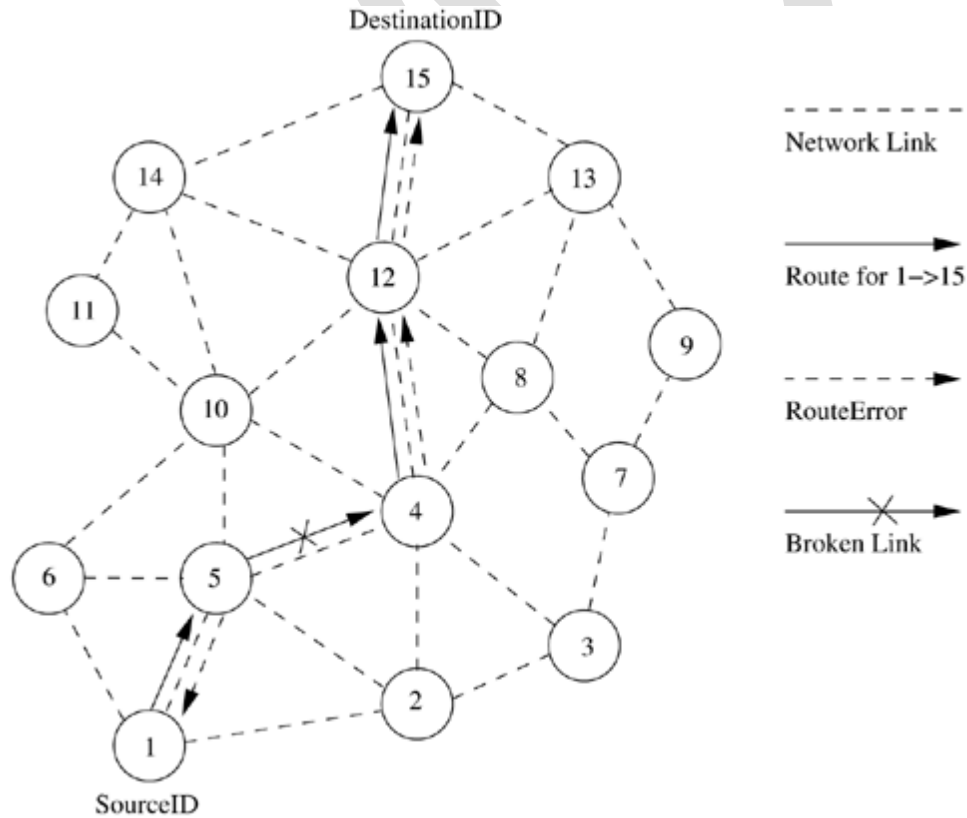 DestinationID
15
Network Link
14
13
Route for 1->15
12
11
9
8
10
RouteError
7
4
Broken Link
6
5
3
2
1
SourceID